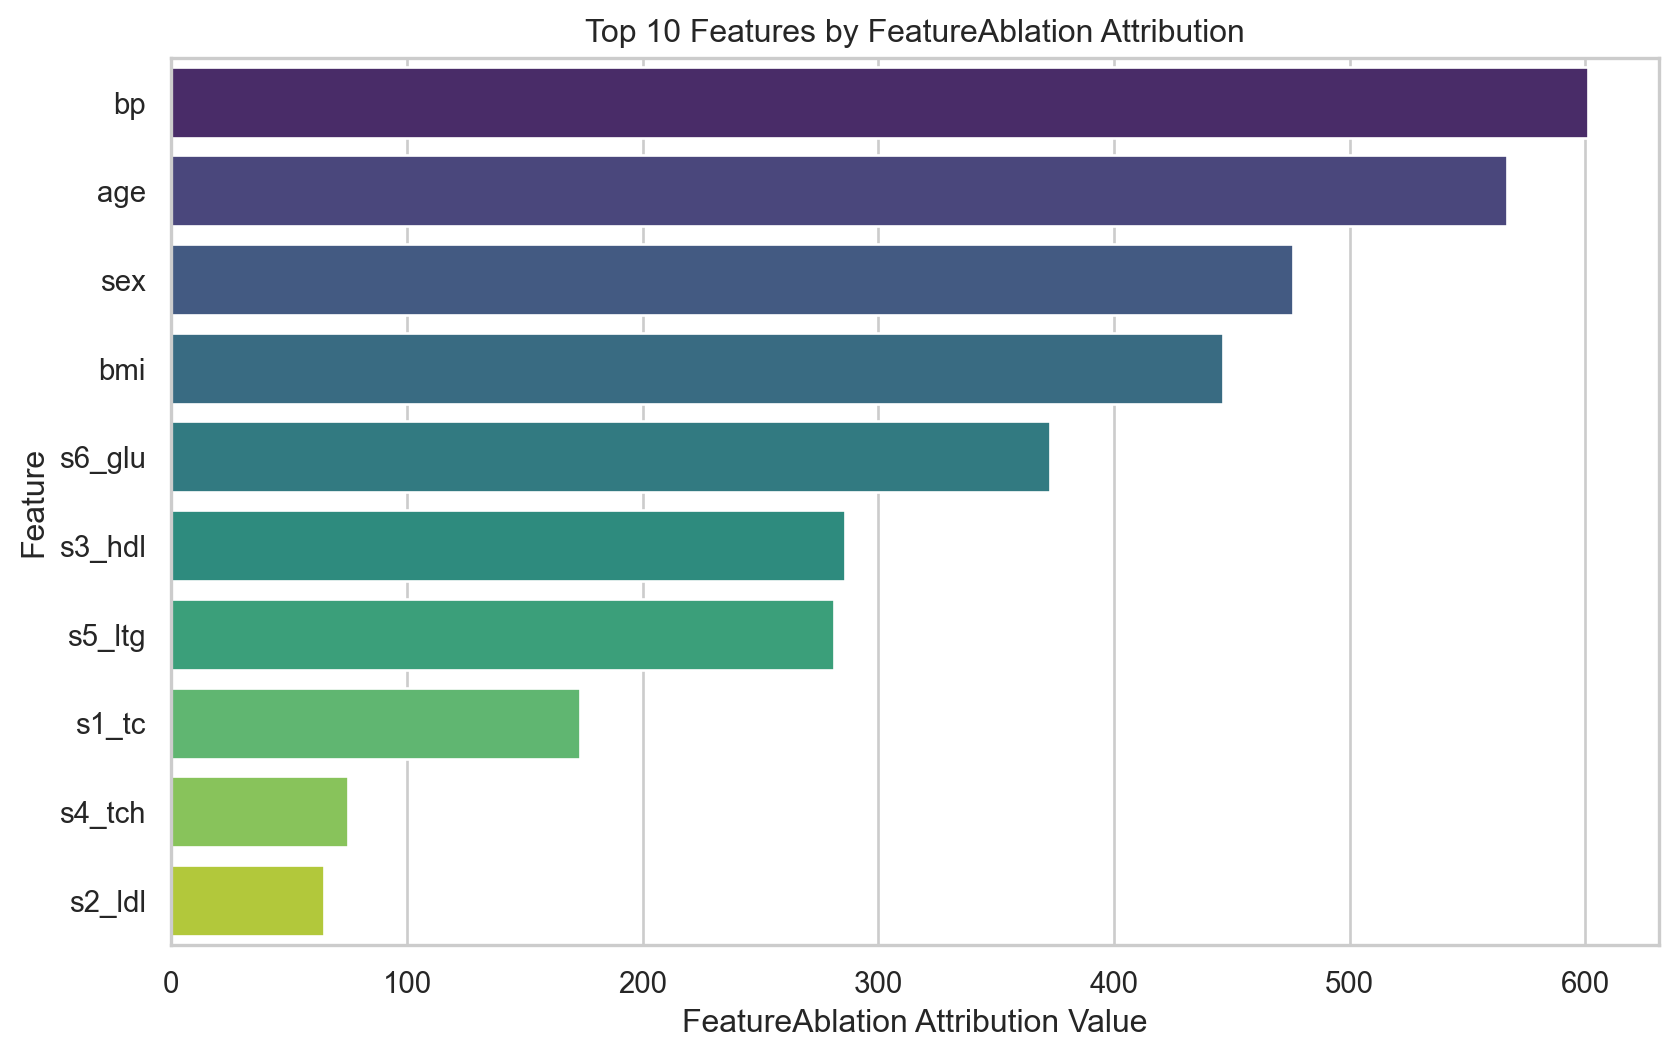 Top 10 Features by FeatureAblation Attribution
bp
age
sex
bmi
s6_glu
s3_hdl
s5_ltg
s1_tc
s4_tch
s2_ldl
Feature
0 100 200 300 400 500 600
FeatureAblation Attribution Value